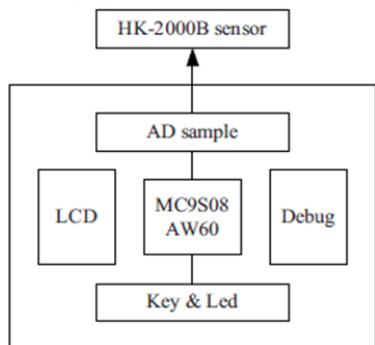 HK-2000B sensor
AD sample
LCD
MC9S08
AW60
Debug
Key & Led